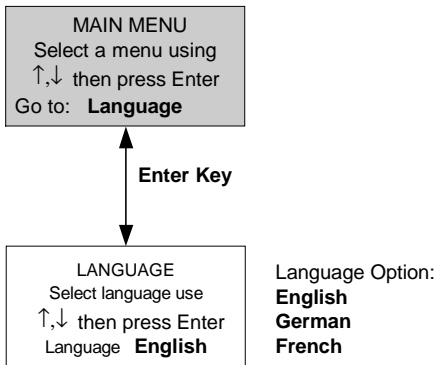 MAIN MENU
Select a menu using
↑,↓ then press Enter
Go to: Language
Enter Key
LANGUAGE
Select language use
↑,↓ then press Enter
Language English
Language Option:
English
German
French